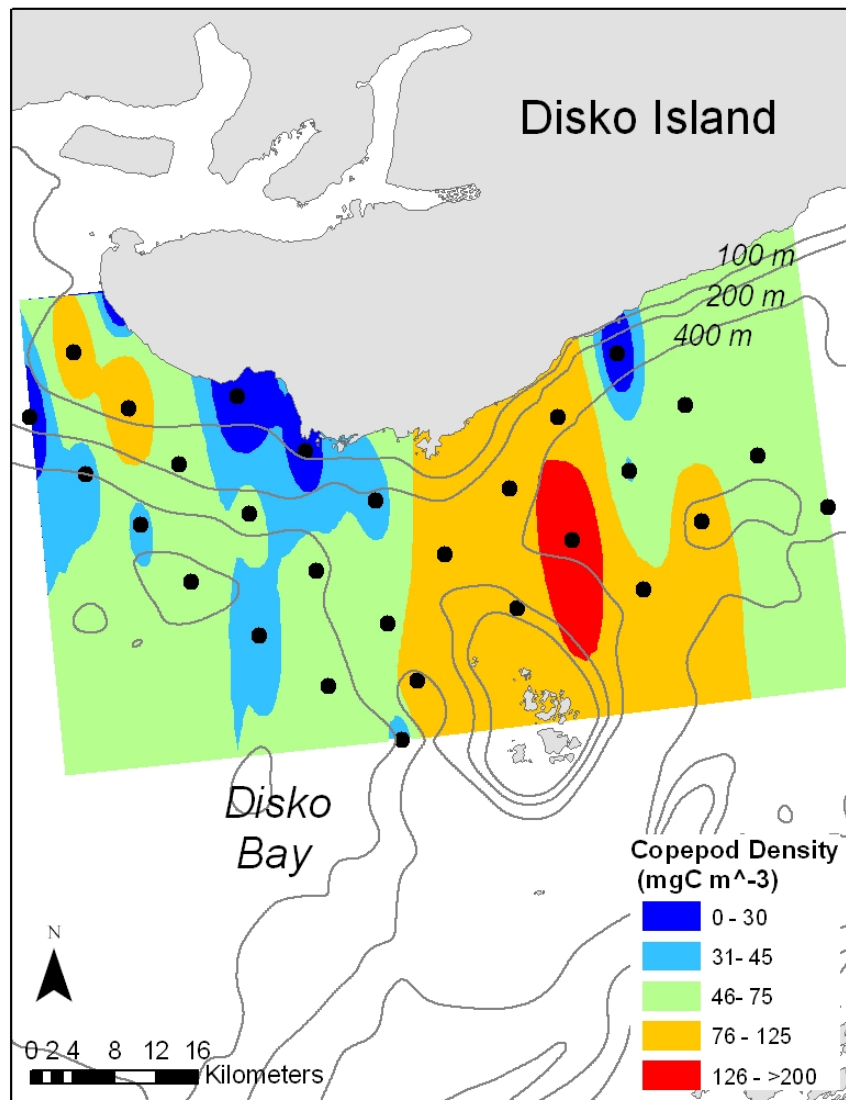 Disko Island
100 m
200 m
400 m
Disko
Bay
Copepod Density
(mgC m^-3)
0 - 30
31- 45
46- 75
76 - 125
126 - >200
N
0 2 4 8 12 16
Kilometers